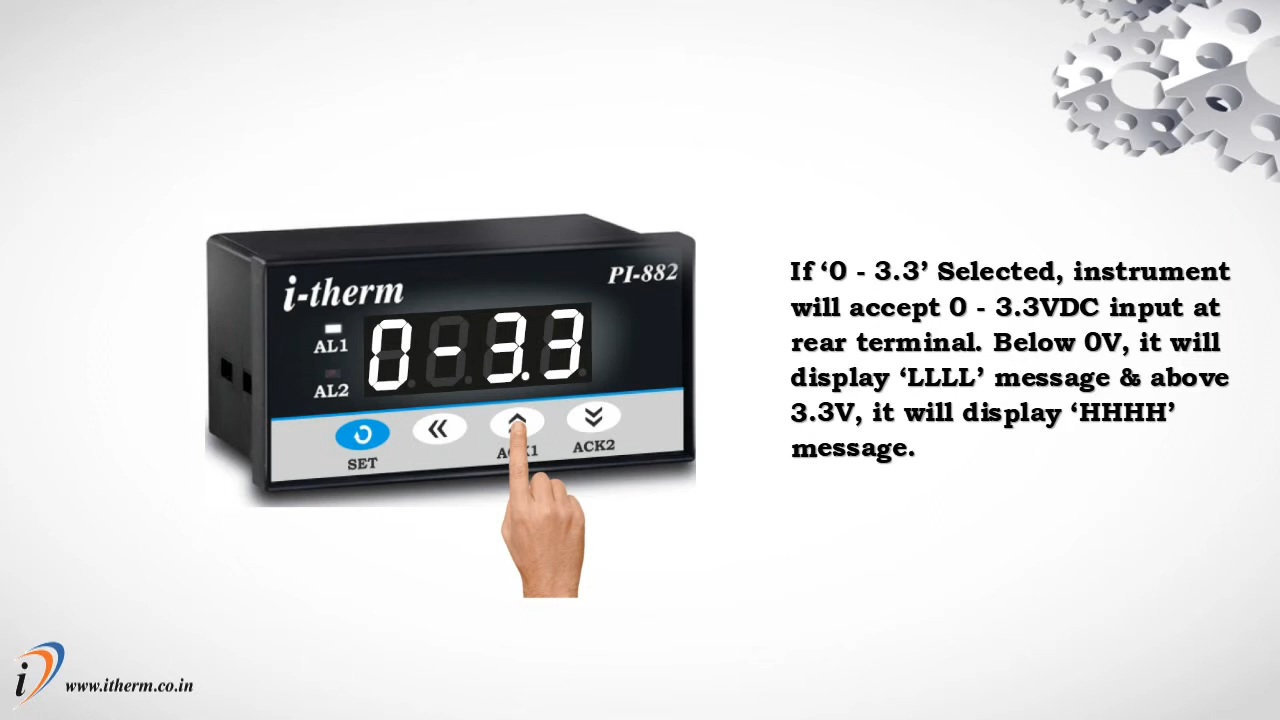 i-therm
PI-882
AL1
AL2
0 - 3.3
SET
ACK1
ACK2
If ‘0 - 3.3’ Selected, instrument
will accept 0 - 3.3VDC input at
rear terminal. Below 0V, it will
display ‘LLLL’ message & above
3.3V, it will display ‘HHHH’
message.
i
www.itherm.co.in